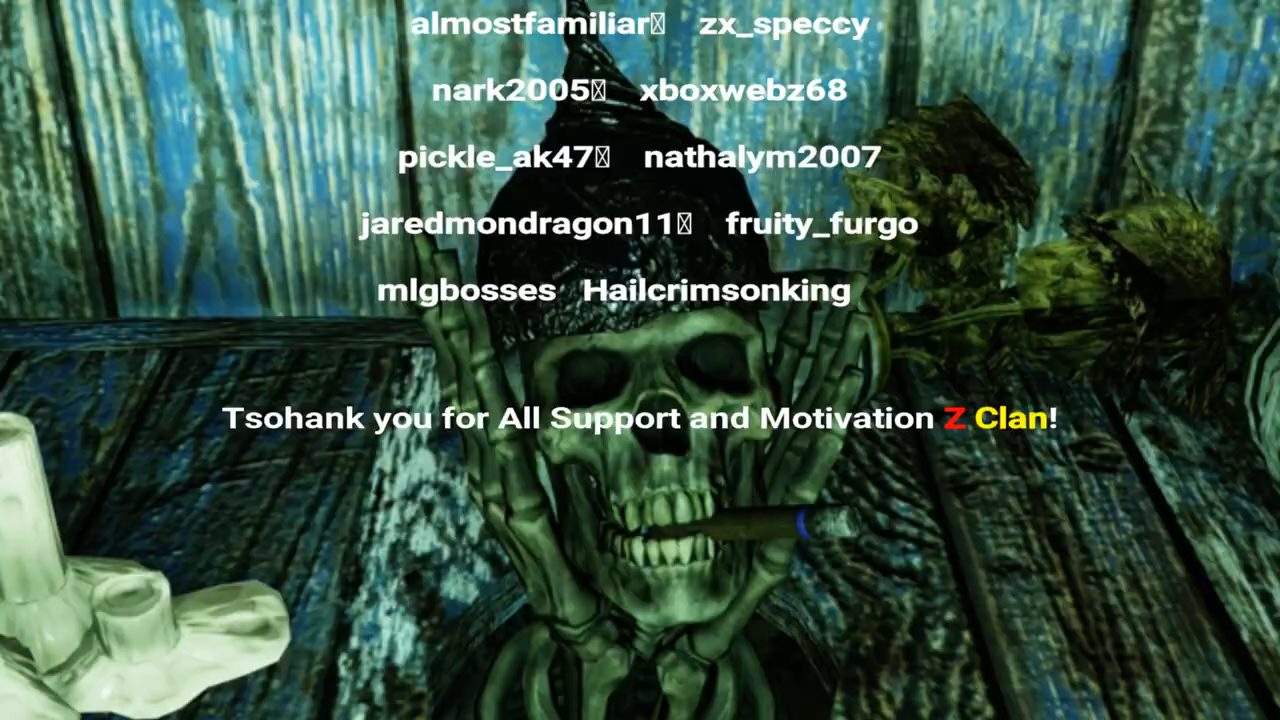 almostfamiliar zx_speccy
nark2005 xboxwebz68
pickle_ak47 nathalym2007
jaredmondragon11 fruity_furgo
mlgbosses Hailcrimsonking
Tsohank you for All Support and Motivation Z Clan!